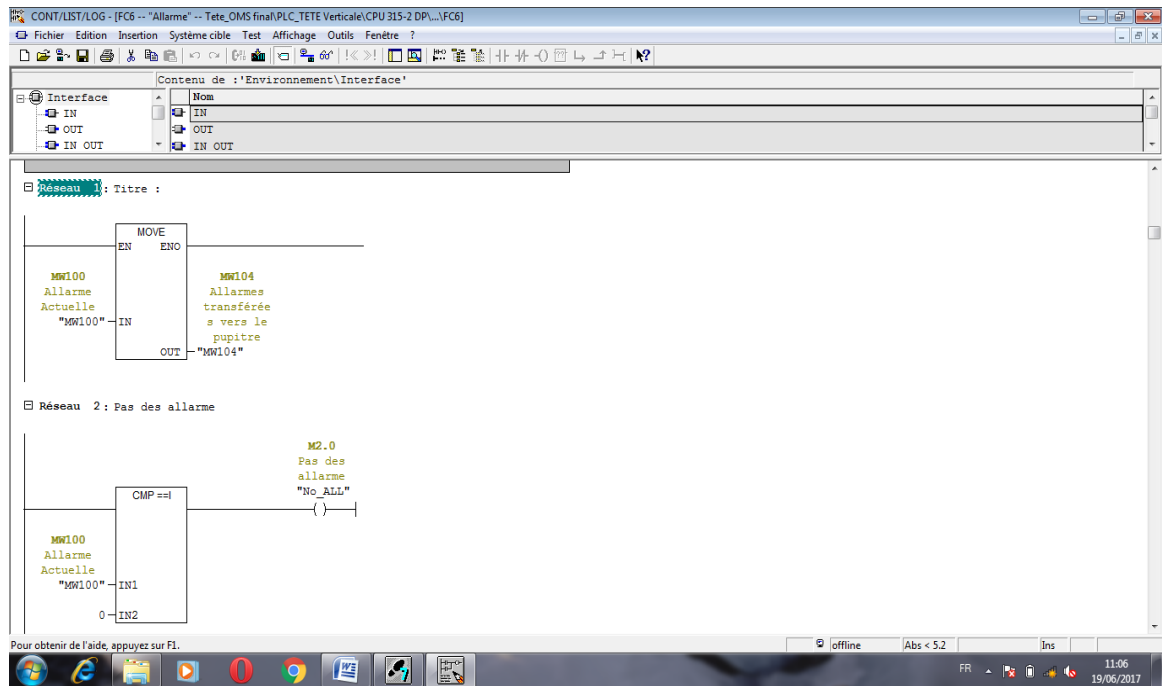 CONT/LIST/LOG - [FC6 -- "Allarme" -- Tete_OMS final\PLC_TETE Verticale\CPU 315-2 DP\...\FC6]
Fichier Edition Insertion Système cible Test Affichage Outils Fenêtre ?
Contenu de :'Environnement\Interface'
Interface
IN
OUT
IN OUT
Nom
IN
OUT
IN OUT
Réseau 1: Titre :
MOVE
EN ENO
MW100
Allarme
Actuelle
"MW100"
IN
MW104
Allarmes
transférée
s vers le
pupitre
OUT
"MW104"
Réseau 2: Pas des allarme
M2.0
Pas des
allarme
"No_ALL"
( )
CMP ==I
MW100
Allarme
Actuelle
"MW100"
IN1
0
IN2
Pour obtenir de l'aide, appuyez sur F1.
offline
Abs < 5.2
Ins
FR
11:06
19/06/2017